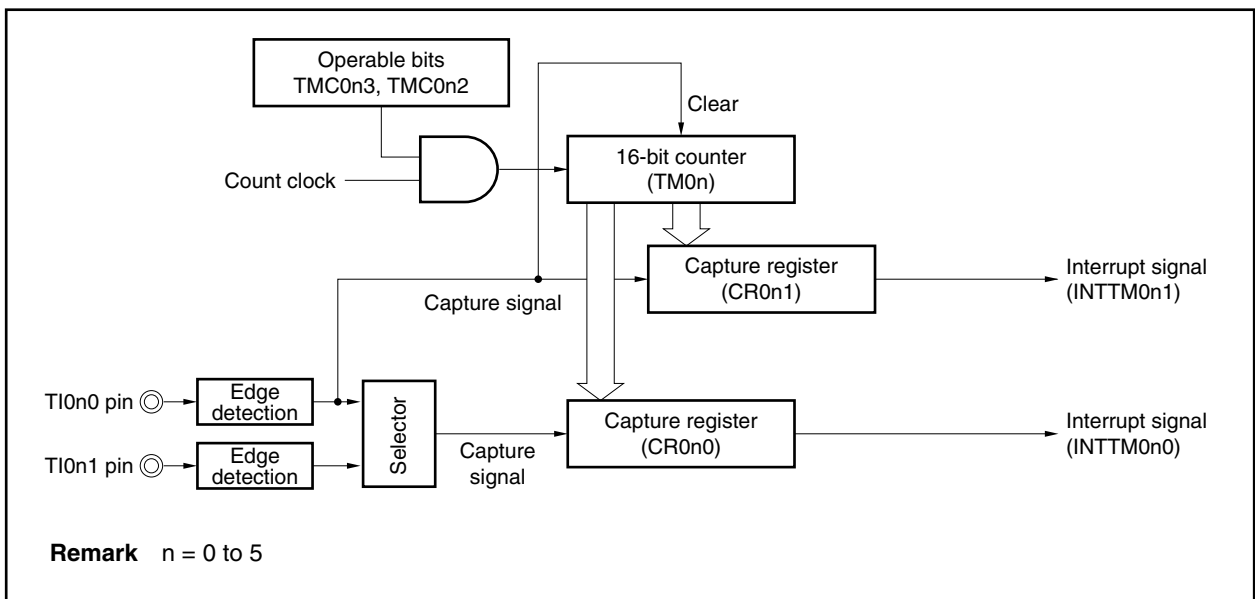 Operable bits
TMC0n3, TMC0n2
Clear
Count clock
16-bit counter
(TM0n)
Capture register
(CR0n1)
Interrupt signal
(INTTM0n1)
Capture signal
TI0n0 pin
Edge
detection
TI0n1 pin
Edge
detection
Selector
Capture
signal
Capture register
(CR0n0)
Interrupt signal
(INTTM0n0)
Remark n = 0 to 5